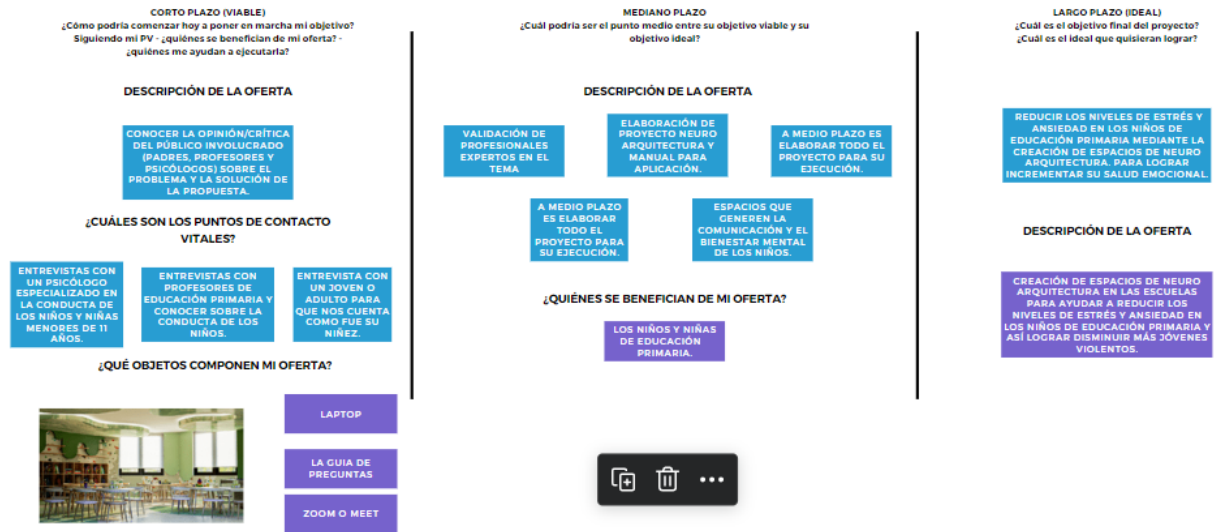 CORTO PLAZO (VIABLE)
¿Cómo podría comenzar hoy a poner en marcha mi objetivo?
Siguiendo mi PV - ¿quiénes se benefician de mi oferta? -
¿quiénes me ayudan a ejecutarla?
DESCRIPCIÓN DE LA OFERTA
CONOCER LA OPINIÓN/CRÍTICA
DEL PÚBLICO INVOLUCRADO
(PADRES, PROFESORES Y
PSICÓLOGOS) SOBRE EL
PROBLEMA Y LA SOLUCIÓN DE
LA PROPUESTA.
¿CUÁLES SON LOS PUNTOS DE CONTACTO
VITALES?
ENTREVISTAS CON
UN PSICÓLOGO
ESPECIALIZADO EN
LA CONDUCTA DE
LOS NIÑOS Y NIÑAS
MENORES DE 11
AÑOS.
ENTREVISTAS CON
PROFESORES DE
EDUCACIÓN PRIMARIA Y
CONOCER SOBRE LA
CONDUCTA DE LOS
NIÑOS.
ENTREVISTA CON
UN JOVEN O
ADULTO PARA
QUE NOS CUENTA
COMO FUE SU
NIÑEZ.
¿QUÉ OBJETOS COMPONEN MI OFERTA?
LAPTOP
LA GUIA DE
PREGUNTAS
ZOOM O MEET
MEDIANO PLAZO
¿Cuál podría ser el punto medio entre su objetivo viable y su
objetivo ideal?
DESCRIPCIÓN DE LA OFERTA
VALIDACIÓN DE
PROFESIONALES
EXPERTOS EN EL
TEMA
ELABORACIÓN DE
PROYECTO NEURO
ARQUITECTURA Y
MANUAL PARA
APLICACIÓN.
A MEDIO PLAZO ES
ELABORAR TODO EL
PROYECTO PARA SU
EJECUCIÓN.
A MEDIO PLAZO
ES ELABORAR
TODO EL
PROYECTO PARA
SU EJECUCIÓN.
ESPACIOS QUE
GENEREN LA
COMUNICACIÓN Y EL
BIENESTAR MENTAL
DE LOS NIÑOS.
¿QUIÉNES SE BENEFICIAN DE MI OFERTA?
LOS NIÑOS Y NIÑAS
DE EDUCACIÓN
PRIMARIA.
LARGO PLAZO (IDEAL)
¿Cuál es el objetivo final del proyecto?
¿Cuál es el ideal que quisieran lograr?
REDUCIR LOS NIVELES DE ESTRÉS Y
ANSIEDAD EN LOS NIÑOS DE
EDUCACIÓN PRIMARIA MEDIANTE LA
CREACIÓN DE ESPACIOS DE NEURO
ARQUITECTURA. PARA LOGRAR
INCREMENTAR SU SALUD EMOCIONAL.
DESCRIPCIÓN DE LA OFERTA
CREACIÓN DE ESPACIOS DE NEURO
ARQUITECTURA EN LAS ESCUELAS
PARA AYUDAR A REDUCIR LOS
NIVELES DE ESTRÉS Y ANSIEDAD EN
LOS NIÑOS DE EDUCACIÓN PRIMARIA Y
ASÍ LOGRAR DISMINUIR MÁS JÓVENES
VIOLENTOS.